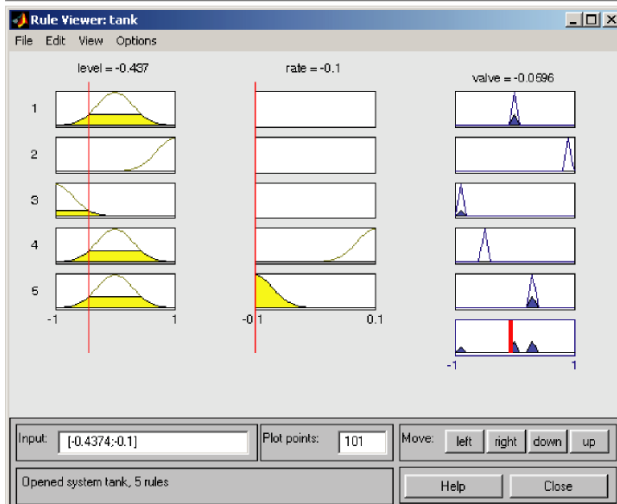 Rule Viewer: tank
File Edit View Options
level = -0.437 rate = -0.1 valve = -0.0596
1
2
3
4
5
-1 1 -0.1 0.1
-1 1
Input: [-0.4374;-0.1] Plot points: 101 Move: left right down up
Opened system tank, 5 rules Help Close